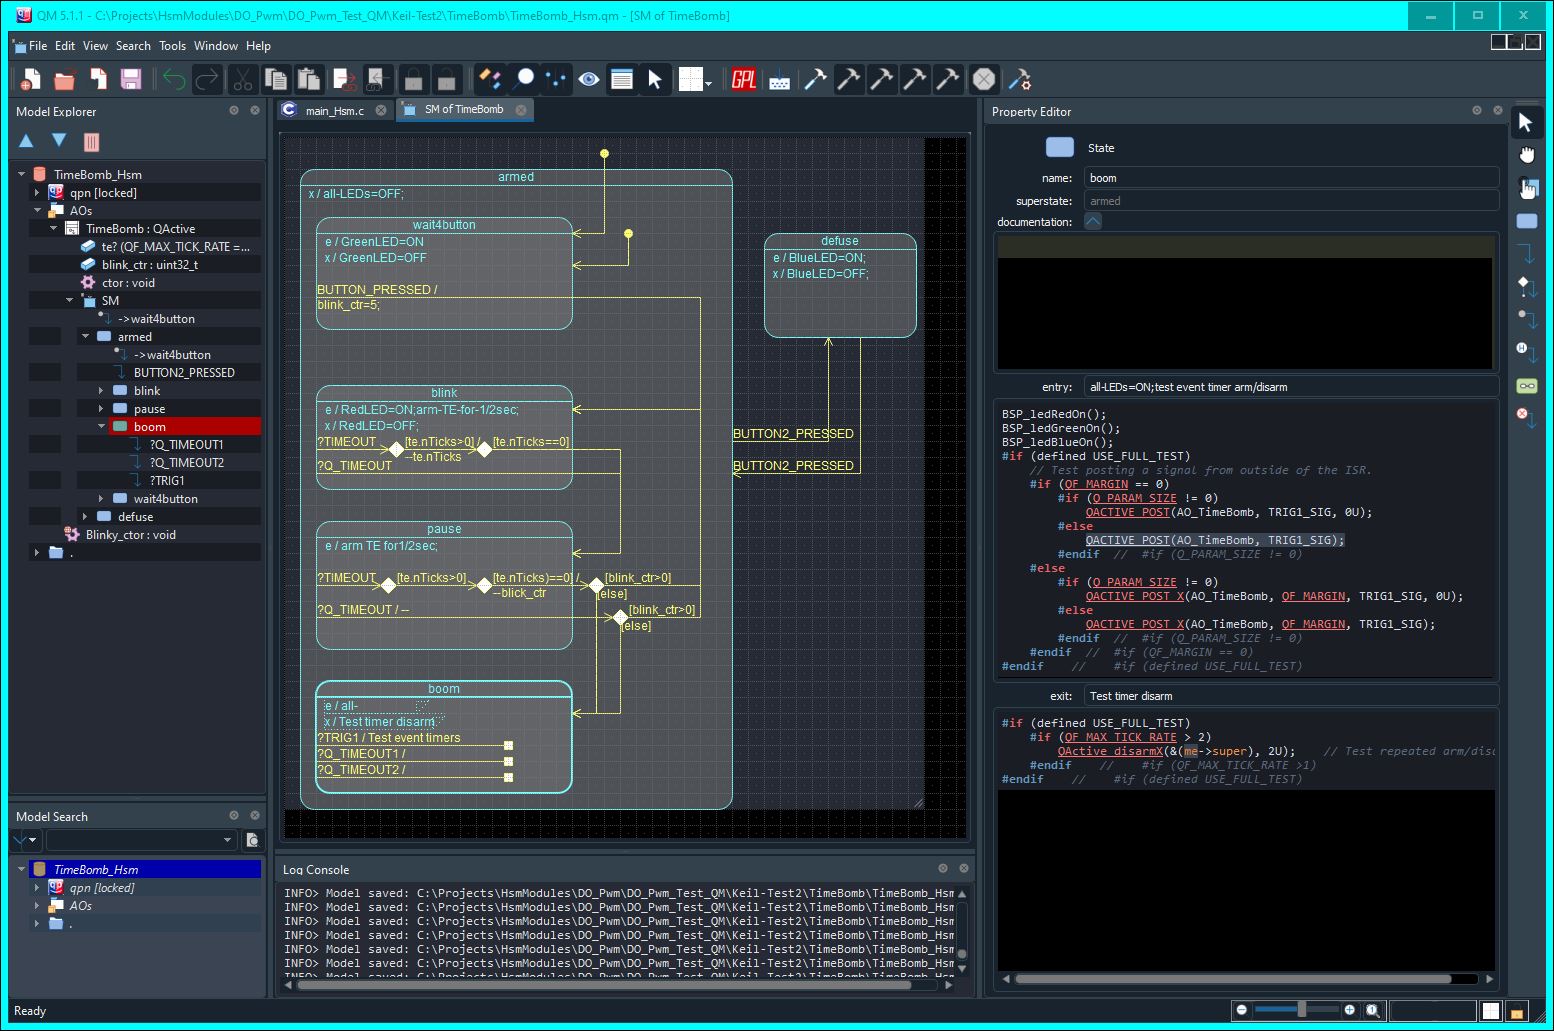 QM 5.1.1 - C:\Projects\HsmModules\DO_Pwm\DO_Pwm_Test_QM\Keil-Test2\TimeBomb\TimeBomb_Hsm.qm - [SM of TimeBomb]
File Edit View Search Tools Window Help
GPL
Model Explorer
TimeBomb_Hsm
qpn [locked]
AOs
TimeBomb : QActive
te? (QF_MAX_TICK_RATE =...
blink_ctr : uint32_t
ctor : void
SM
->wait4button
armed
->wait4button
BUTTON2_PRESSED
blink
pause
boom
?Q_TIMEOUT1
?Q_TIMEOUT2
?TRIG1
wait4button
defuse
Blinky_ctor : void
.
Model Search
TimeBomb_Hsm
qpn [locked]
AOs
.
main_Hsm.c
SM of TimeBomb
armed
x / all-LEDs=OFF;
wait4button
e / GreenLED=ON
x / GreenLED=OFF
BUTTON_PRESSED /
blink_ctr=5;
defuse
e / BlueLED=ON;
x / BlueLED=OFF;
blink
e / RedLED=ON;arm-TE-for-1/2sec;
x / RedLED=OFF;
?TIMEOUT [te.nTicks>0] / [te.nTicks==0]
--te.nTicks
?Q_TIMEOUT
BUTTON2_PRESSED
BUTTON2_PRESSED
pause
e / arm TE for1/2sec;
?TIMEOUT [te.nTicks>0] [te.nTicks)==0] / [blink_ctr>0]
--blick_ctr [else]
?Q_TIMEOUT / -- [blink_ctr>0]
[else]
boom
e / all-
x / Test timer disarm
?TRIG1 / Test event timers
?Q_TIMEOUT1 /
?Q_TIMEOUT2 /
Log Console
INFO> Model saved: C:\Projects\HsmModules\DO_Pwm\DO_Pwm_Test_QM\Keil-Test2\TimeBomb\TimeBomb_Hsm
INFO> Model saved: C:\Projects\HsmModules\DO_Pwm\DO_Pwm_Test_QM\Keil-Test2\TimeBomb\TimeBomb_Hsm
INFO> Model saved: C:\Projects\HsmModules\DO_Pwm\DO_Pwm_Test_QM\Keil-Test2\TimeBomb\TimeBomb_Hsm
INFO> Model saved: C:\Projects\HsmModules\DO_Pwm\DO_Pwm_Test_QM\Keil-Test2\TimeBomb\TimeBomb_Hsm
INFO> Model saved: C:\Projects\HsmModules\DO_Pwm\DO_Pwm_Test_QM\Keil-Test2\TimeBomb\TimeBomb_Hsm
INFO> Model saved: C:\Projects\HsmModules\DO_Pwm\DO_Pwm_Test_QM\Keil-Test2\TimeBomb\TimeBomb_Hsm
INFO> Model saved: C:\Projects\HsmModules\DO_Pwm\DO_Pwm_Test_QM\Keil-Test2\TimeBomb\TimeBomb_Hsm
Property Editor
State
name: boom
superstate: armed
documentation:
entry: all-LEDs=ON;test event timer arm/disarm
BSP_ledRedOn();
BSP_ledGreenOn();
BSP_ledBlueOn();
#if (defined USE_FULL_TEST)
// Test posting a signal from outside of the ISR.
#if (QF_MARGIN == 0)
#if (Q_PARAM_SIZE != 0)
QACTIVE_POST(AO_TimeBomb, TRIG1_SIG, 0U);
#else
QACTIVE_POST(AO_TimeBomb, TRIG1_SIG);
#endif // #if (Q_PARAM_SIZE != 0)
#else
#if (Q_PARAM_SIZE != 0)
QACTIVE_POST_X(AO_TimeBomb, QF_MARGIN, TRIG1_SIG, 0U);
#else
QACTIVE_POST_X(AO_TimeBomb, QF_MARGIN, TRIG1_SIG);
#endif // #if (Q_PARAM_SIZE != 0)
#endif // #if (QF_MARGIN == 0)
#endif // #if (defined USE_FULL_TEST)
exit: Test timer disarm
#if (defined USE_FULL_TEST)
#if (QF_MAX_TICK_RATE > 2)
QActive_disarmX(&(me->super), 2U); // Test repeated arm/disa
#endif // #if (QF_MAX_TICK_RATE >1)
#endif // #if (defined USE_FULL_TEST)
H
Ready